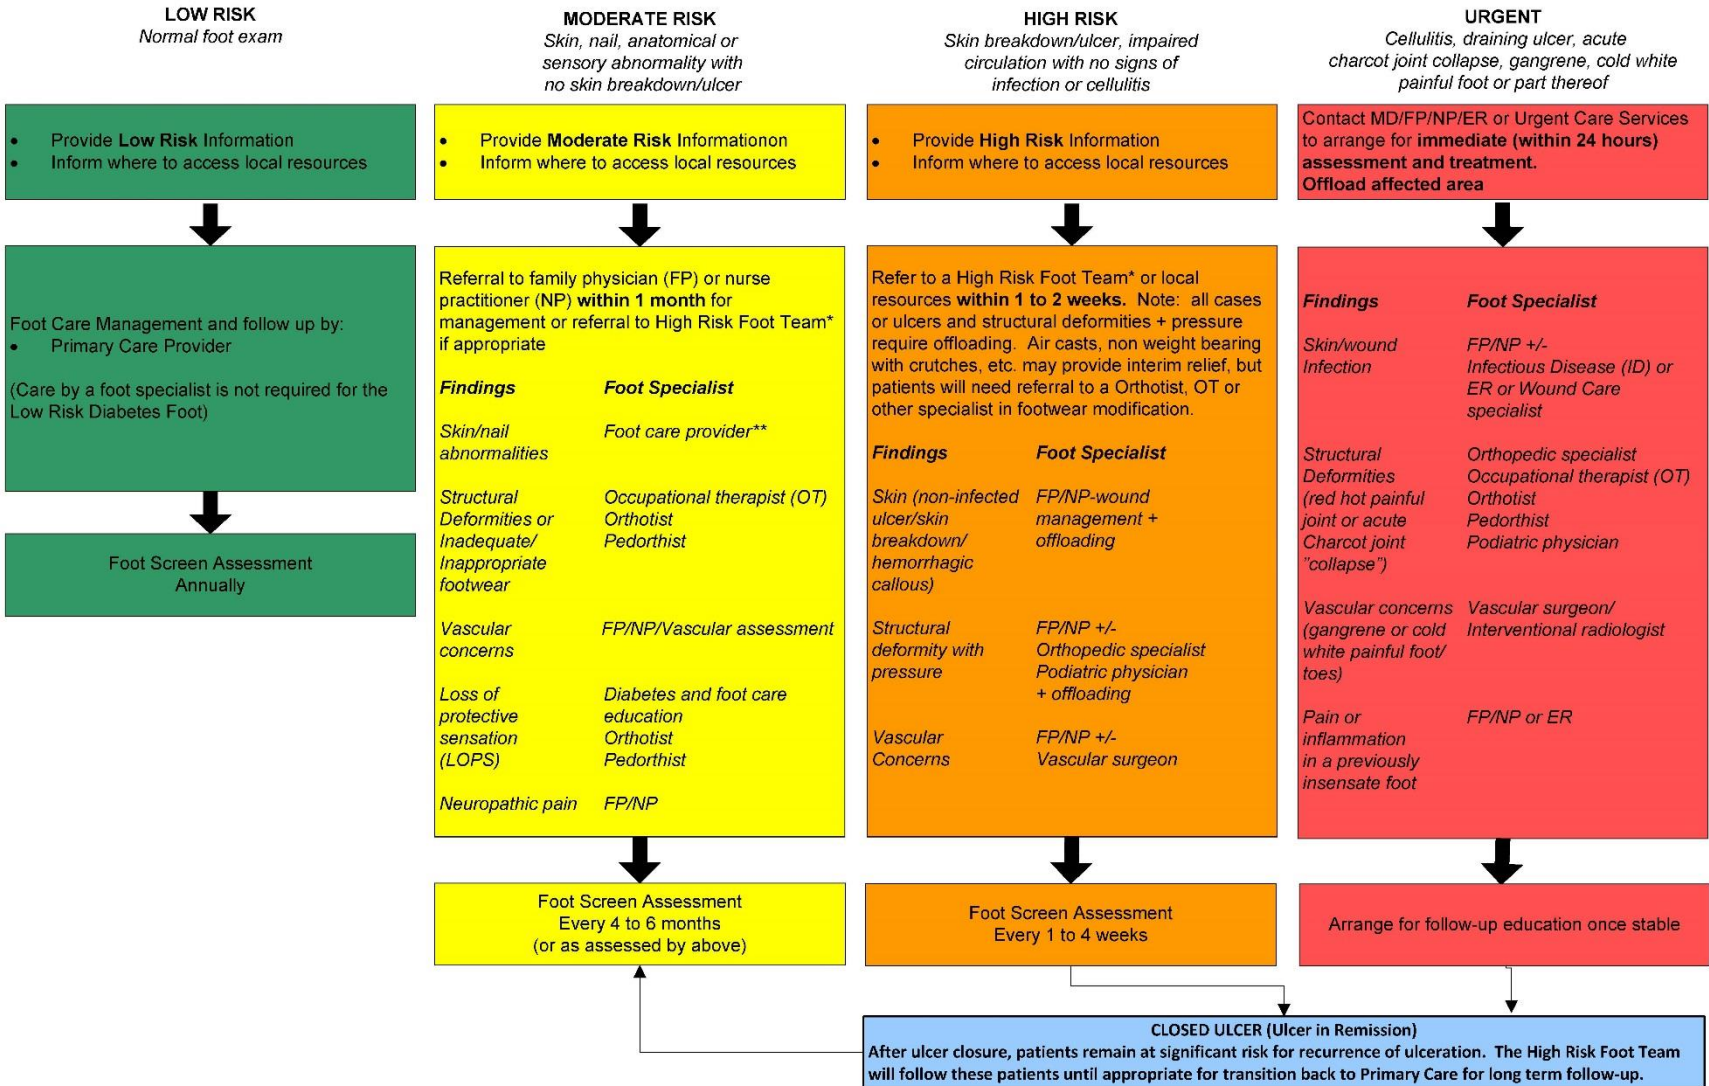 LOW RISK
Normal foot exam
• Provide Low Risk Information
• Inform where to access local resources
Foot Care Management and follow up by:
• Primary Care Provider
(Care by a foot specialist is not required for the
Low Risk Diabetes Foot)
Foot Screen Assessment
Annually
MODERATE RISK
Skin, nail, anatomical or
sensory abnormality with
no skin breakdown/ulcer
• Provide Moderate Risk Informationon
• Inform where to access local resources
Referral to family physician (FP) or nurse
practitioner (NP) within 1 month for
management or referral to High Risk Foot Team*
if appropriate
Findings Foot Specialist
Skin/nail Foot care provider**
abnormalities
Structural Occupational therapist (OT)
Deformities or Orthotist
Inadequate/ Pedorthist
Inappropriate
footwear
Vascular FP/NP/Vascular assessment
concerns
Loss of Diabetes and foot care
protective education
sensation Orthotist
(LOPS) Pedorthist
Neuropathic pain FP/NP
Foot Screen Assessment
Every 4 to 6 months
(or as assessed by above)
HIGH RISK
Skin breakdown/ulcer, impaired
circulation with no signs of
infection or cellulitis
• Provide High Risk Information
• Inform where to access local resources
Refer to a High Risk Foot Team* or local
resources within 1 to 2 weeks. Note: all cases
or ulcers and structural deformities + pressure
require offloading. Air casts, non weight bearing
with crutches, etc. may provide interim relief, but
patients will need referral to a Orthotist, OT or
other specialist in footwear modification.
Findings Foot Specialist
Skin (non-infected FP/NP-wound
ulcer/skin management +
breakdown/ offloading
hemorrhagic
callous)
Structural FP/NP +/-
deformity with Orthopedic specialist
pressure Podiatric physician
+ offloading
Vascular FP/NP +/-
Concerns Vascular surgeon
Foot Screen Assessment
Every 1 to 4 weeks
URGENT
Cellulitis, draining ulcer, acute
charcot joint collapse, gangrene, cold white
painful foot or part thereof
Contact MD/FP/NP/ER or Urgent Care Services
to arrange for immediate (within 24 hours)
assessment and treatment.
Offload affected area
Findings Foot Specialist
Skin/wound FP/NP +/-
Infection Infectious Disease (ID) or
ER or Wound Care
specialist
Structural Orthopedic specialist
Deformities Occupational therapist (OT)
(red hot painful Orthotist
joint or acute Pedorthist
Charcot joint Podiatric physician
"collapse")
Vascular concerns Vascular surgeon/
(gangrene or cold Interventional radiologist
white painful foot/
toes)
Pain or FP/NP or ER
inflammation
in a previously
insensate foot
Arrange for follow-up education once stable
CLOSED ULCER (Ulcer in Remission)
After ulcer closure, patients remain at significant risk for recurrence of ulceration. The High Risk Foot Team
will follow these patients until appropriate for transition back to Primary Care for long term follow-up.